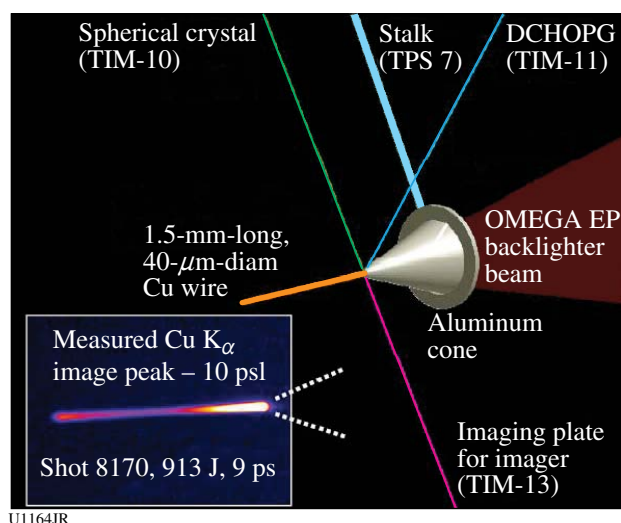 Spherical crystal
(TIM-10)
Stalk
(TPS 7)
DCHOPG
(TIM-11)
1.5-mm-long,
40-μm-diam
Cu wire
OMEGA EP
backlighter
beam
Aluminum
cone
Measured Cu Kα
image peak – 10 psl
Shot 8170, 913 J, 9 ps
Imaging plate
for imager
(TIM-13)
U1164JR